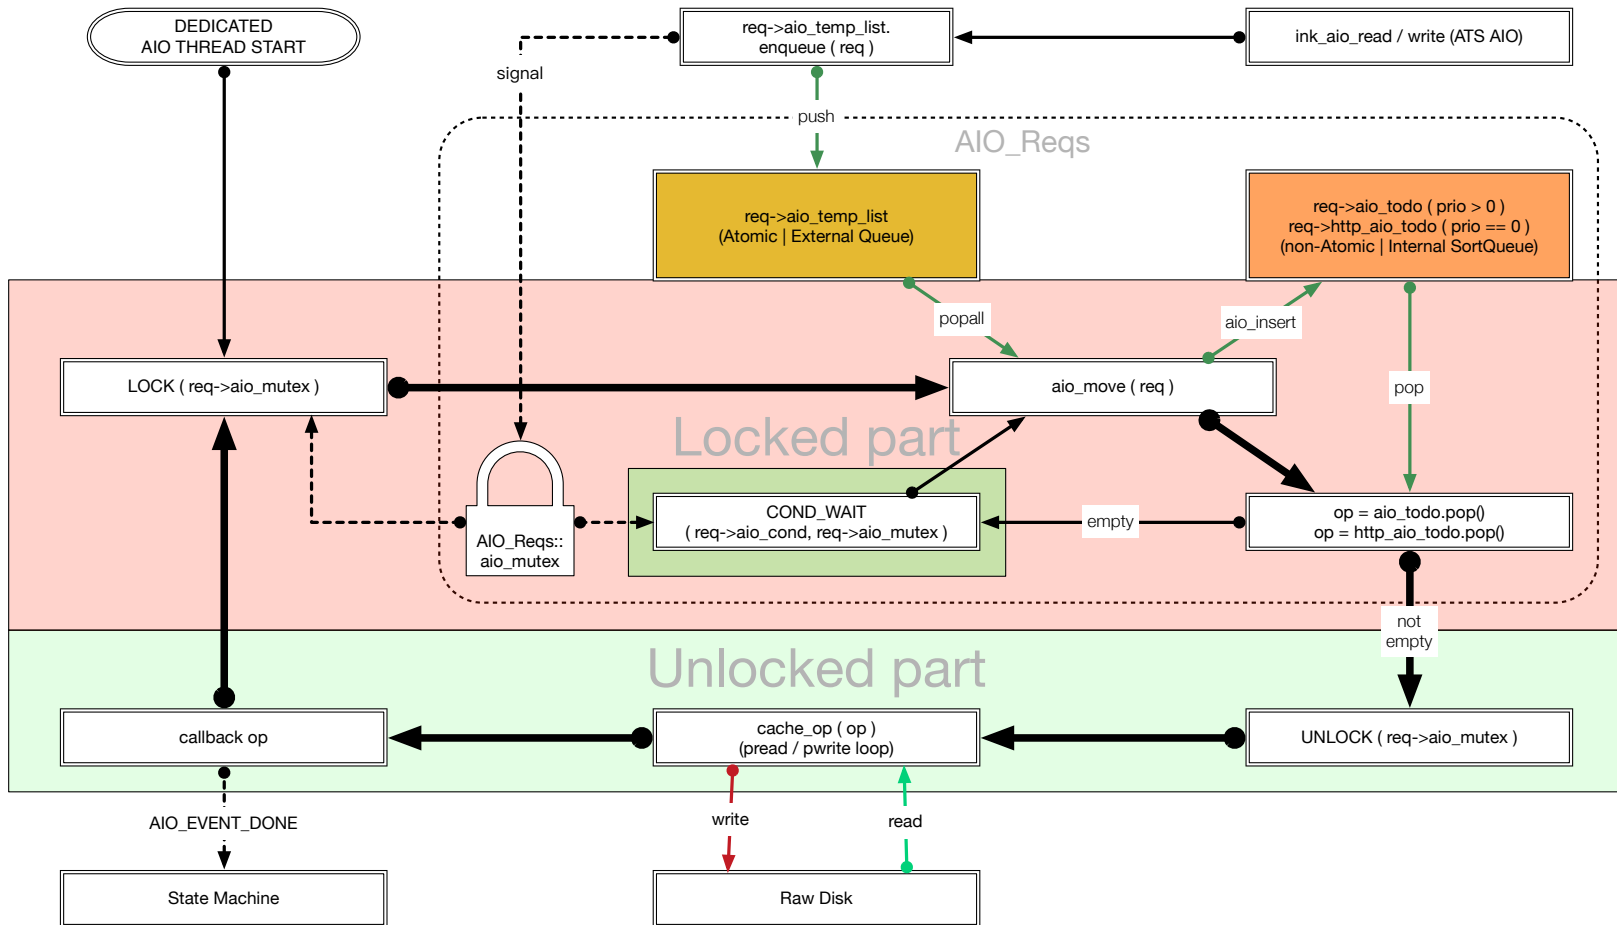 DEDICATED
AIO THREAD START
req->aio_temp_list.
enqueue ( req )
ink_aio_read / write (ATS AIO)
signal
push
AIO_Reqs
req->aio_temp_list
(Atomic | External Queue)
req->aio_todo ( prio > 0 )
req->http_aio_todo ( prio == 0 )
(non-Atomic | Internal SortQueue)
popall
aio_insert
LOCK ( req->aio_mutex )
aio_move ( req )
pop
Locked part
AIO_Reqs::
aio_mutex
COND_WAIT
( req->aio_cond, req->aio_mutex )
empty
op = aio_todo.pop()
op = http_aio_todo.pop()
not
empty
Unlocked part
callback op
cache_op ( op )
(pread / pwrite loop)
UNLOCK ( req->aio_mutex )
AIO_EVENT_DONE
write
read
State Machine
Raw Disk